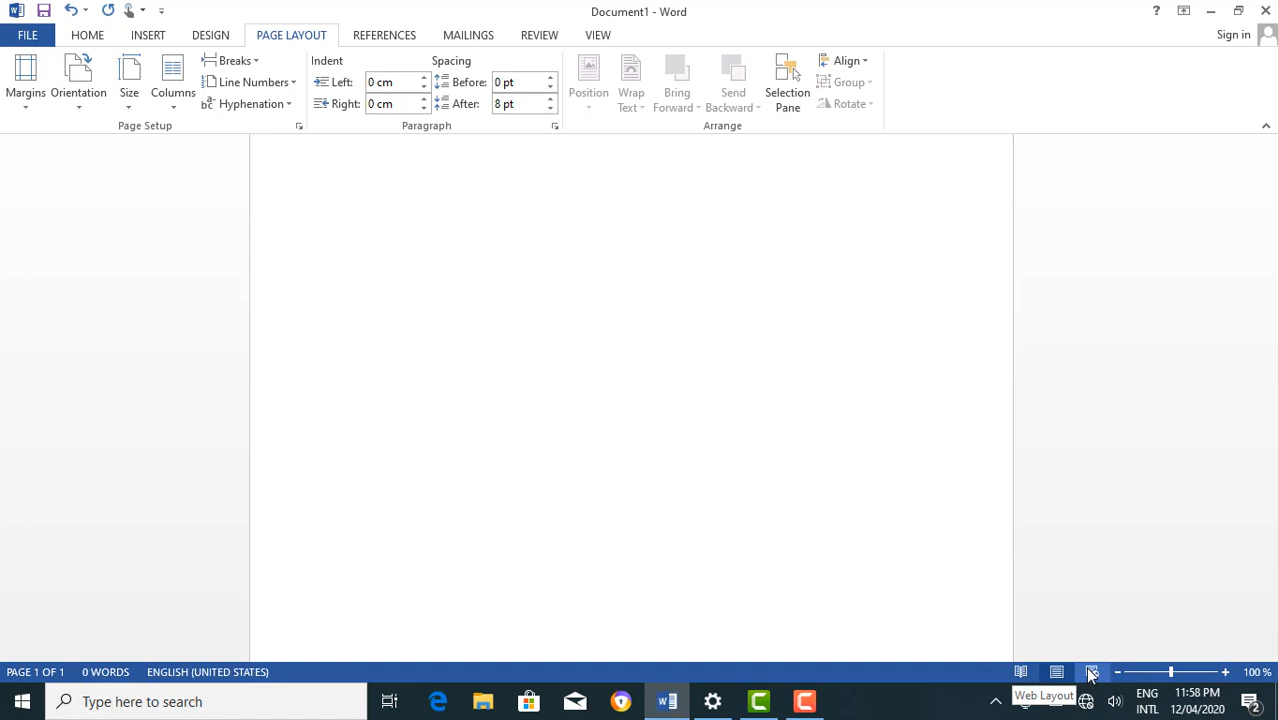 Document1 - Word
FILE HOME INSERT DESIGN PAGE LAYOUT REFERENCES MAILINGS REVIEW VIEW Sign in
Margins Orientation Size Columns
Breaks
Line Numbers
Hyphenation
Page Setup
Indent Spacing
Left: 0 cm Before: 0 pt
Right: 0 cm After: 8 pt
Paragraph
Position Wrap Text Bring Forward Send Backward Selection Pane
Align
Group
Rotate
Arrange
PAGE 1 OF 1 0 WORDS ENGLISH (UNITED STATES) 100 %
Web Layout
Type here to search
ENG
INTL
11:58 PM
12/04/2020
2